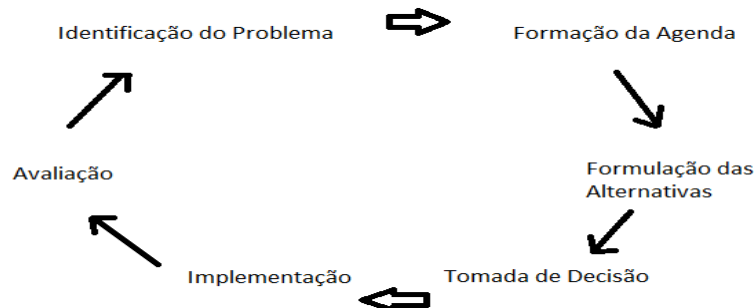 Identificação do Problema
Formação da Agenda
Formulação das
Alternativas
Tomada de Decisão
Implementação
Avaliação